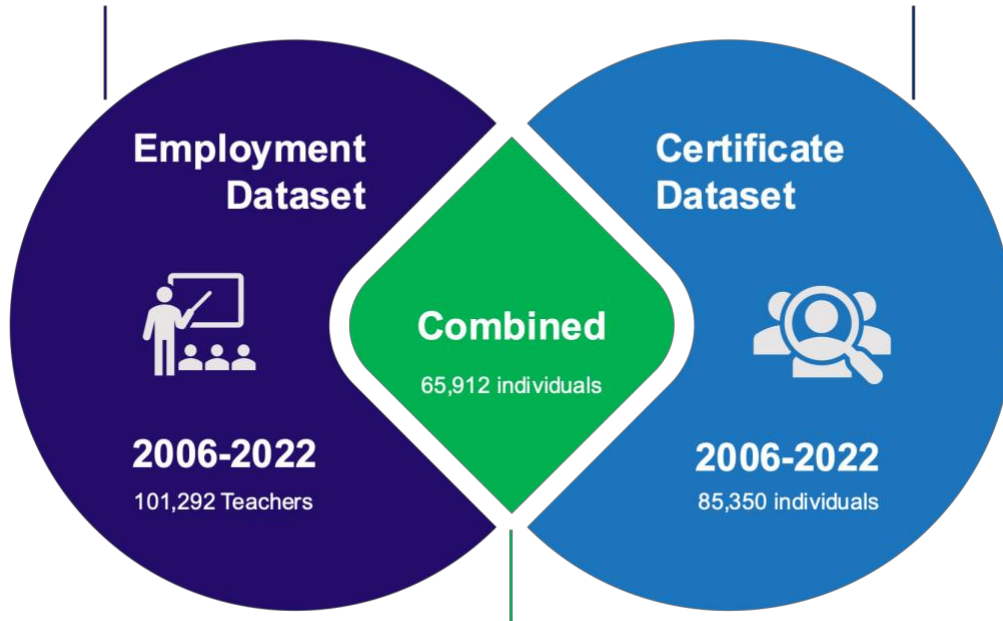 Employment
Dataset
2006-2022
101,292 Teachers
Combined
65,912 individuals
Certificate
Dataset
2006-2022
85,350 individuals